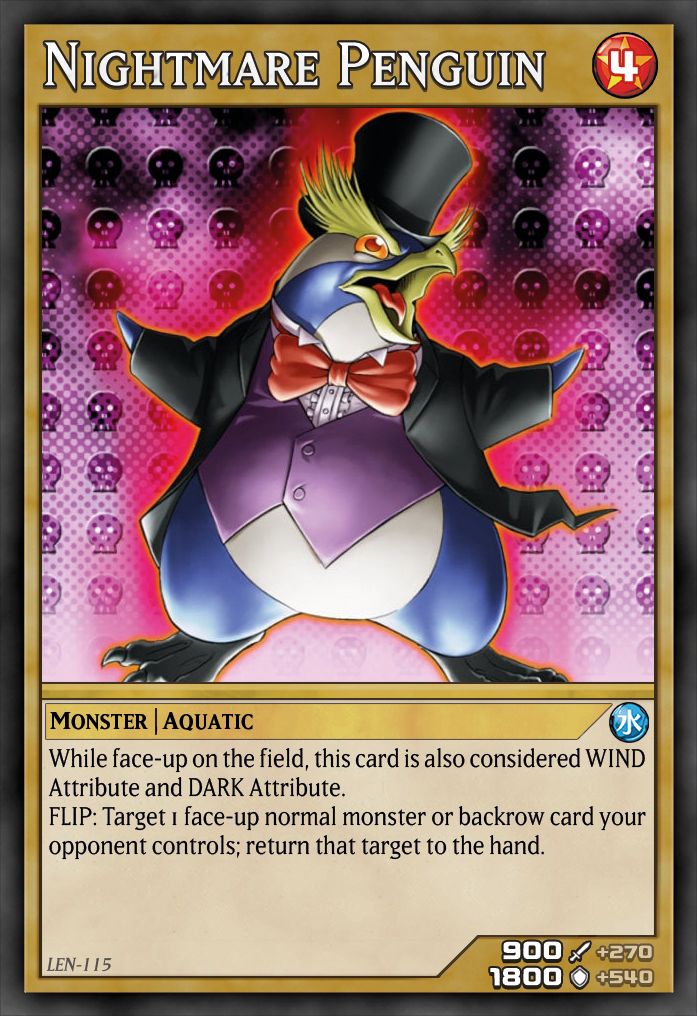 Nightmare Penguin
4
Monster | Aquatic
水
While face-up on the field, this card is also considered WIND
Attribute and DARK Attribute.
FLIP: Target 1 face-up normal monster or backrow card your
opponent controls; return that target to the hand.
LEN-115
900 +270
1800 +540